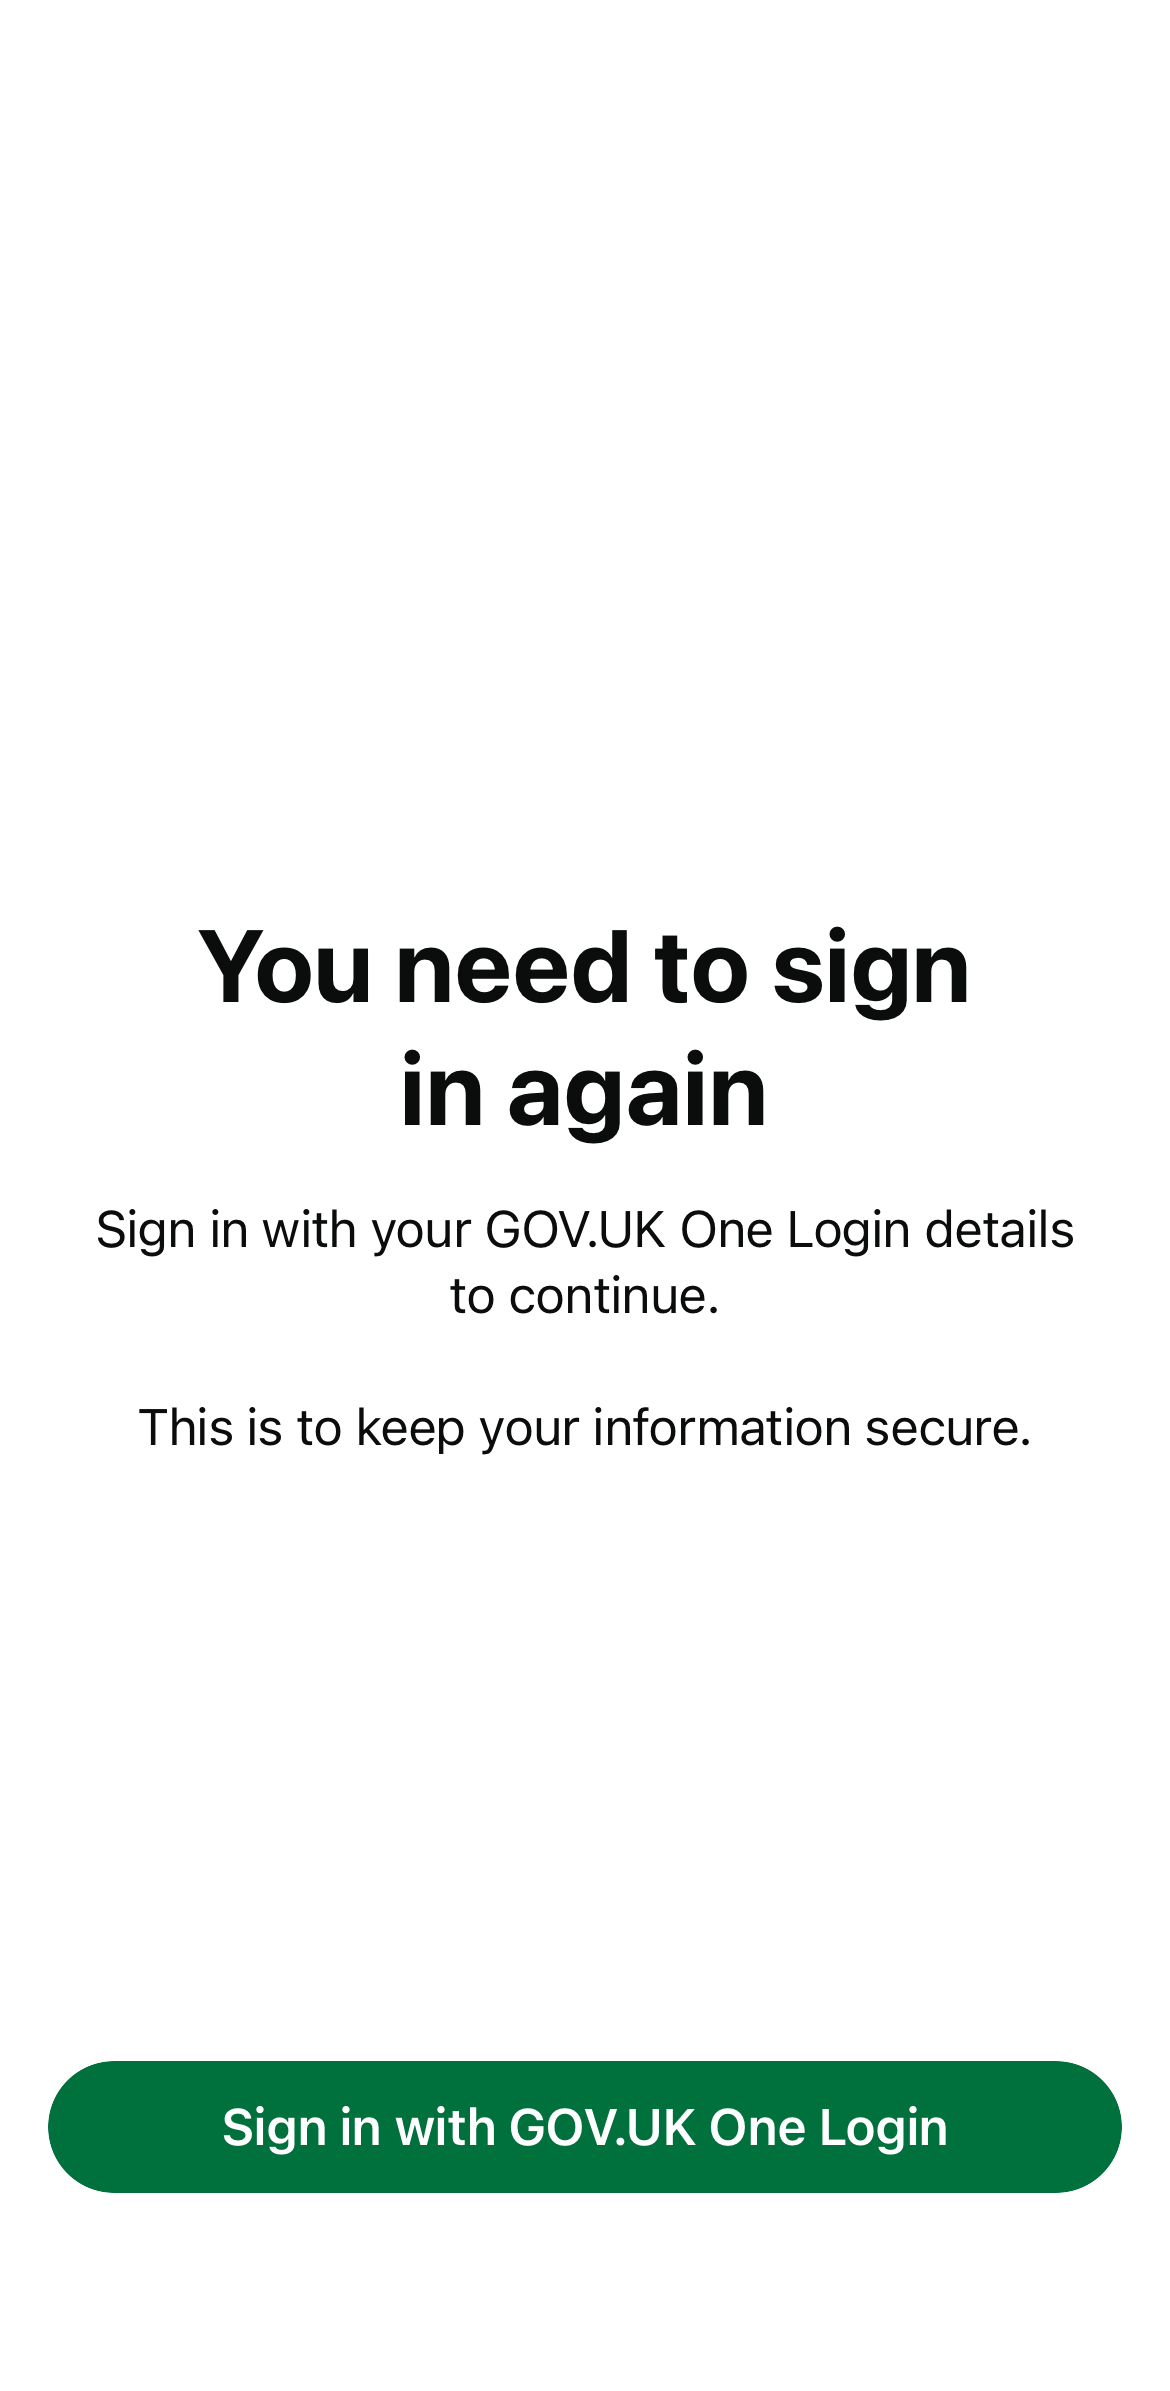 You need to sign
in again
Sign in with your GOV.UK One Login details
to continue.
This is to keep your information secure.
Sign in with GOV.UK One Login